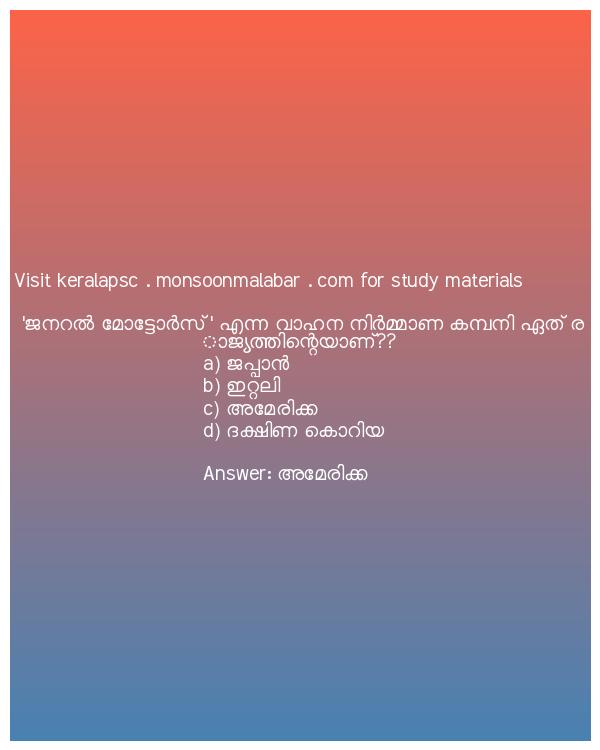 Visit keralapsc . monsoonmalabar . com for study materials
'ജനറൽ മോട്ടോർസ് ' എന്ന വാഹന നിർമ്മാണ കമ്പനി ഏത് ര
ാജ്യത്തിന്റെയാണ്??
a) ജപ്പാൻ
b) ഇറ്റലി
c) അമേരിക്ക
d) ദക്ഷിണ കൊറിയ
Answer: അമേരിക്ക